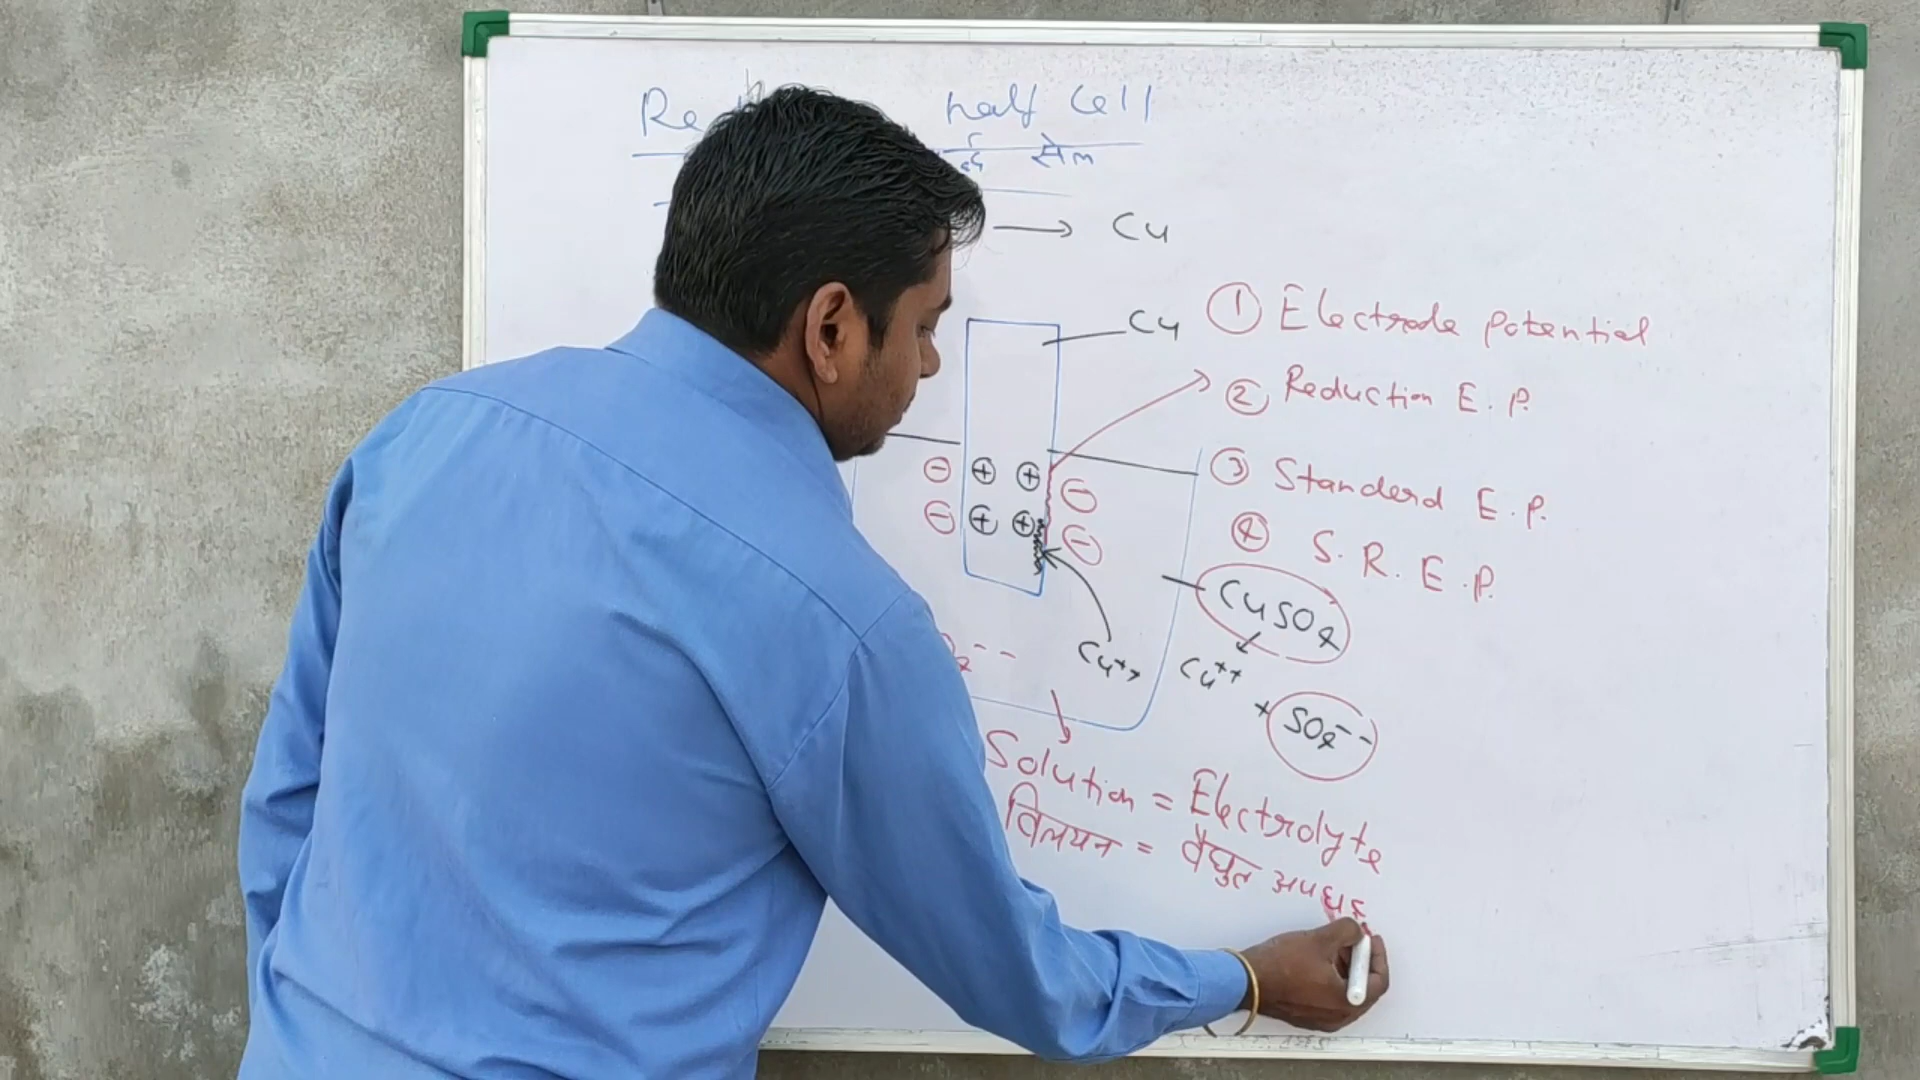 half Cell
सेल
→ Cu
Cu
① Electrode Potential
② Reduction E.P.
③ Standerd E.P.
④ S.R.E.P.
⊖ ⊕ ⊕ ⊖
⊖ ⊕ ⊕ ⊖
CuSO4
Cu++
Cu++
+ SO4--
Solution = Electrolyte
विलयन = वैद्युत अपघट